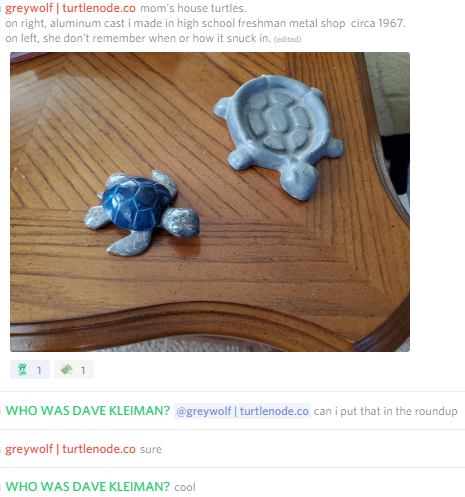 greywolf | turtlenode.co mom's house turtles.
on right, aluminum cast i made in high school freshman metal shop circa 1967.
on left, she don't remember when or how it snuck in. (edited)
1 1
WHO WAS DAVE KLEIMAN? @greywolf | turtlenode.co can i put that in the roundup
greywolf | turtlenode.co sure
WHO WAS DAVE KLEIMAN? cool